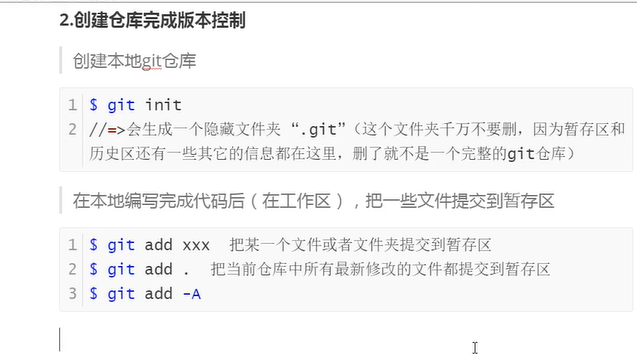 2.创建仓库完成版本控制
创建本地git仓库
1 $ git init
2 //=>会生成一个隐藏文件夹 “.git”（这个文件夹千万不要删，因为暂存区和
历史区还有一些其它的信息都在这里，删了就不是一个完整的git仓库）
在本地编写完成代码后（在工作区），把一些文件提交到暂存区
1 $ git add xxx 把某一个文件或者文件夹提交到暂存区
2 $ git add . 把当前仓库中所有最新修改的文件都提交到暂存区
3 $ git add -A